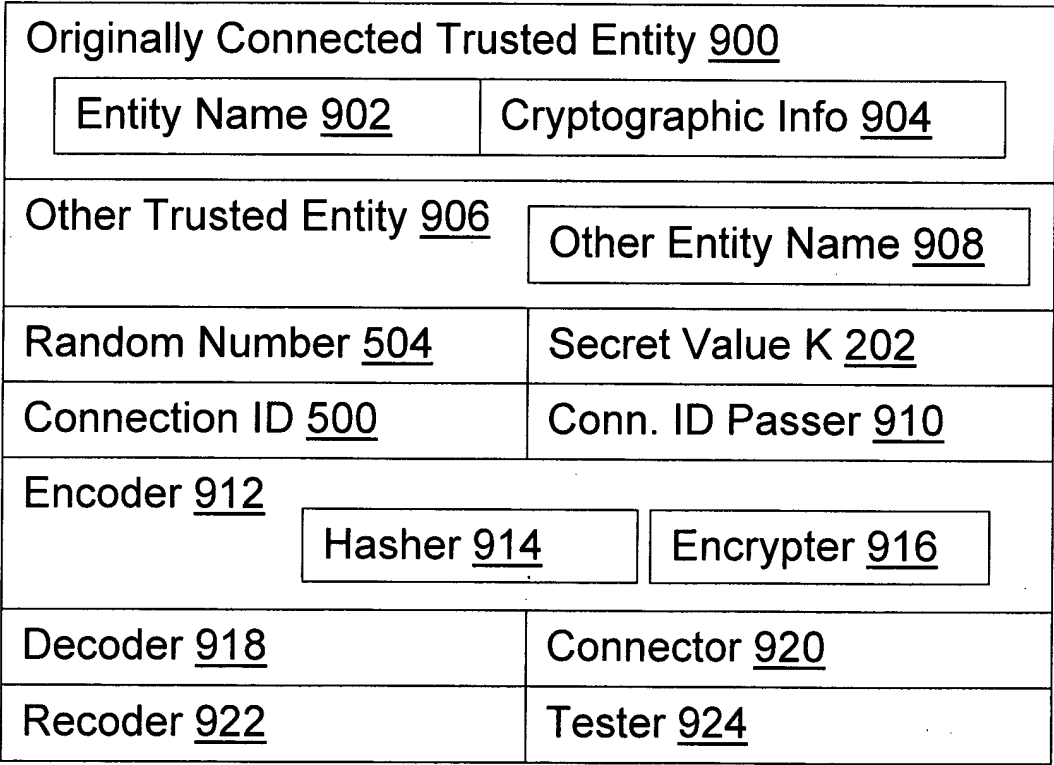 Originally Connected Trusted Entity 900
Entity Name 902 Cryptographic Info 904
Other Trusted Entity 906
Other Entity Name 908
Random Number 504 Secret Value K 202
Connection ID 500 Conn. ID Passer 910
Encoder 912
Hasher 914 Encrypter 916
Decoder 918 Connector 920
Recoder 922 Tester 924